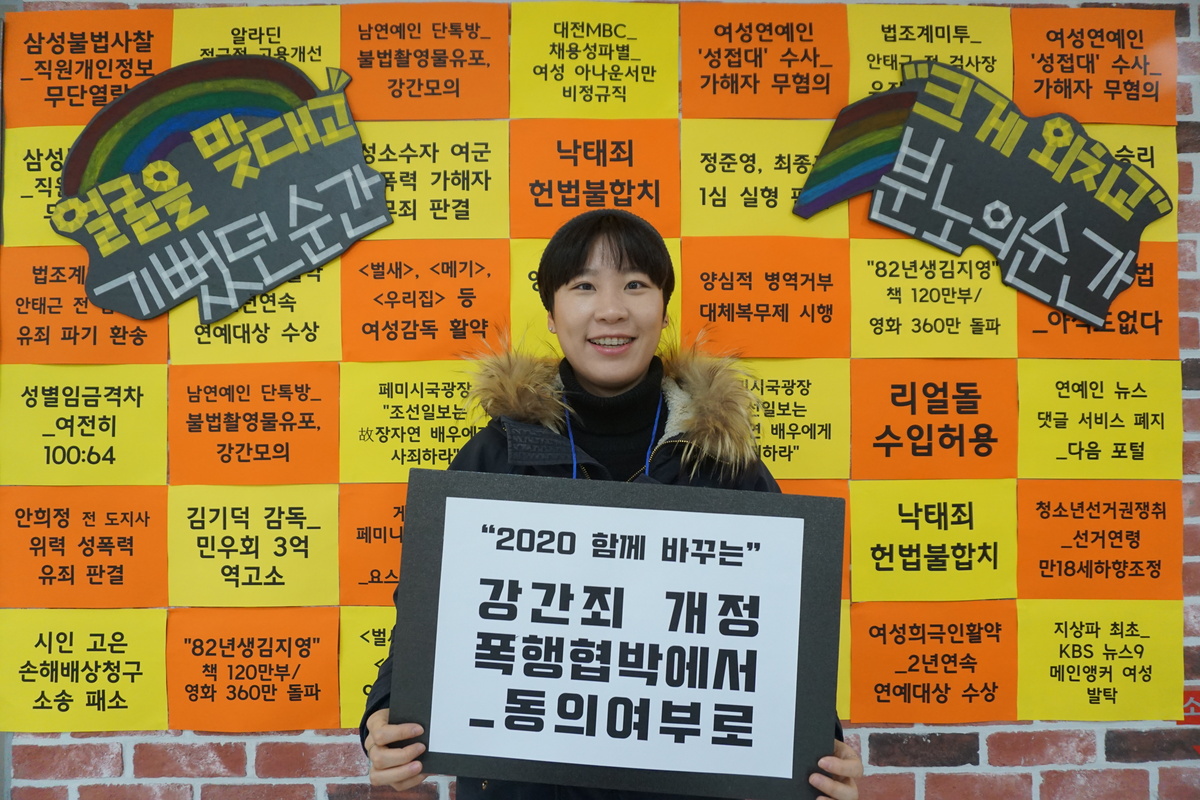 삼성불법사찰
_직원개인정보
무단열람
알라딘
남연예인 단톡방_
불법촬영물유포,
강간모의
대전MBC_
채용성파별_
여성 아나운서만
비정규직
여성연예인
'성접대' 수사_
가해자 무혐의
법조계미투_
안태근 전 검사장
여성연예인
'성접대' 수사_
가해자 무혐의
얼굴을 맞대고
기뻤던 순간
"크게 외치고"
분노의 순간
성소수자 여군
가해자
판결
낙태죄
헌법불합치
정준영,
1심 실형
승리
법조계
안태근 전
유죄 파기 환송
연예대상 수상
<벌새>, <메기>,
<우리집> 등
여성감독 활약
양심적 병역거부
대체복무제 시행
"82년생김지영"
책 120만부/
영화 360만 돌파
성별임금격차
_여전히
100:64
남연예인 단톡방_
불법촬영물유포,
강간모의
페미시국광장
"조선일보는
故장자연 배우에게
사죄하라"
배우에게
리얼돌
수입허용
연예인 뉴스
댓글 서비스 폐지
_다음 포털
안희정 전 도지사
위력 성폭력
유죄 판결
김기덕 감독_
민우회 3억
역고소
낙태죄
헌법불합치
청소년선거권쟁취
_선거연령
만18세하향조정
시인 고은
손해배상청구
소송 패소
"82년생김지영"
책 120만부/
영화 360만 돌파
여성희극인활약
_2년연속
연예대상 수상
지상파 최초_
KBS 뉴스9
메인앵커 여성
발탁
"2020 함께 바꾸는"
강간죄 개정
폭행협박에서
_동의여부로